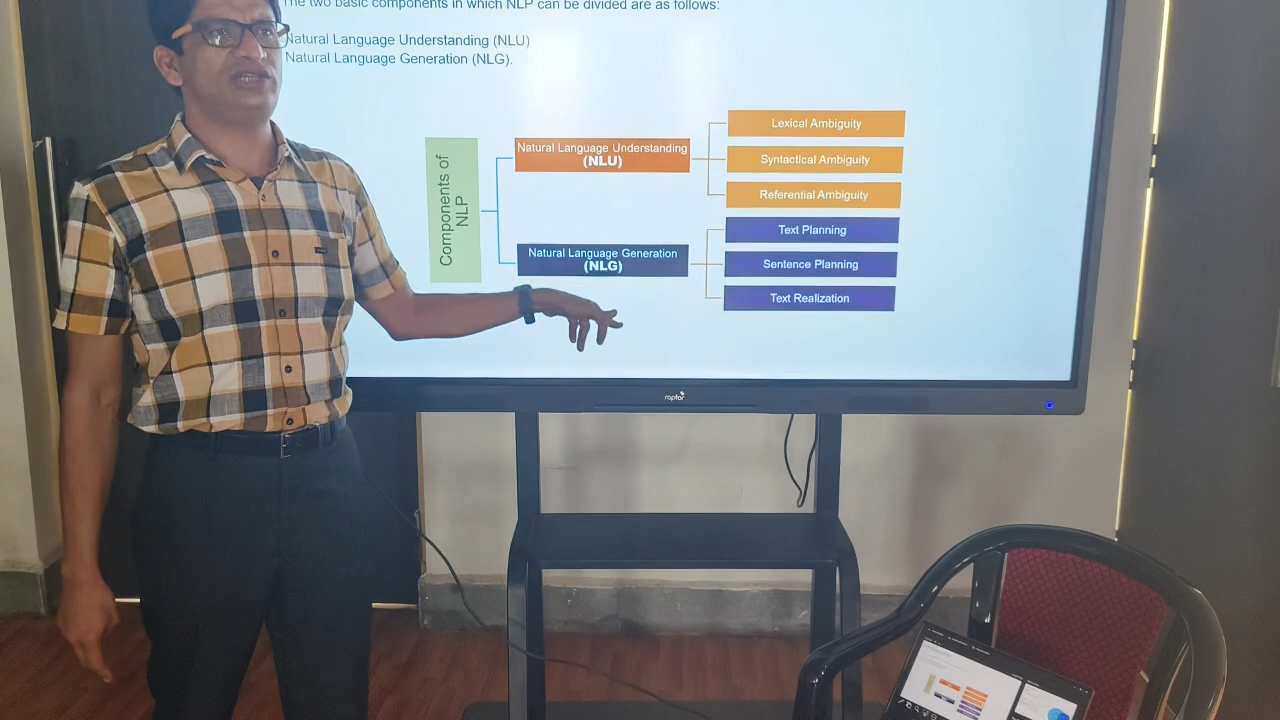 The two basic components in which NLP can be divided are as follows:
Natural Language Understanding (NLU)
Natural Language Generation (NLG).
Components of
NLP
Natural Language Understanding
(NLU)
Lexical Ambiguity
Syntactical Ambiguity
Referential Ambiguity
Natural Language Generation
(NLG)
Text Planning
Sentence Planning
Text Realization
raptor